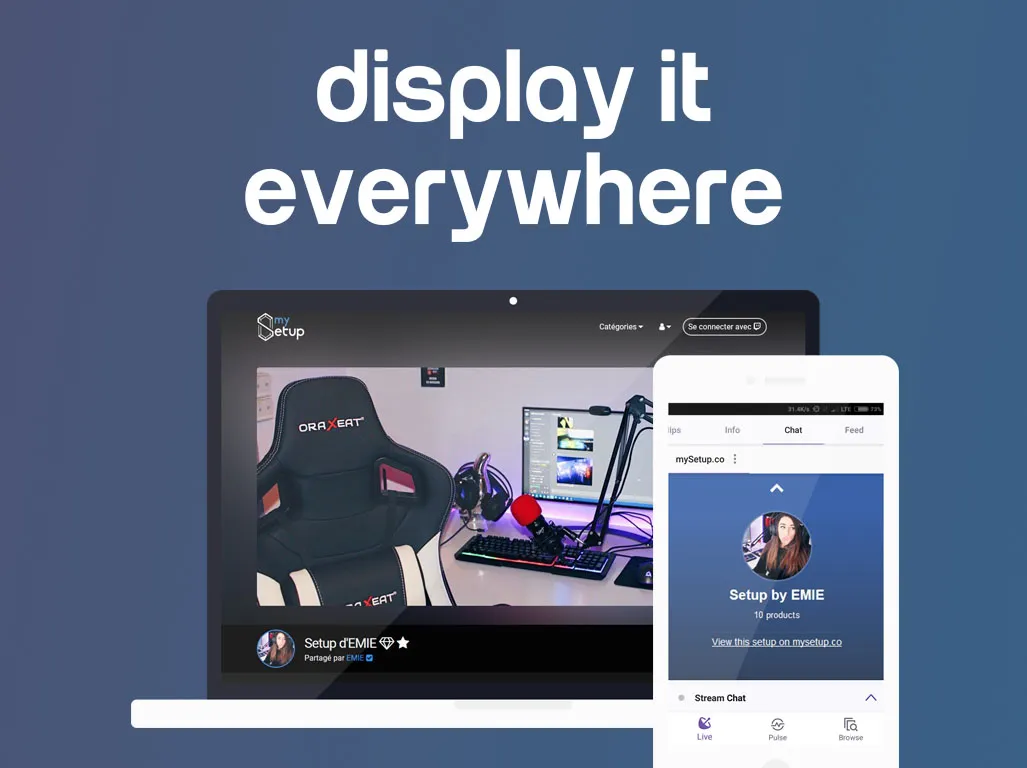 display it
everywhere
my
Setup
Catégories
Se connecter avec
ORAXEAT
ORAXEAT
Setup d'EMIE
Partagé par EMIE
31.4K/s
LTE
73%
Info
Chat
Feed
mySetup.co
Setup by EMIE
10 products
View this setup on mysetup.co
Stream Chat
Live
Pulse
Browse